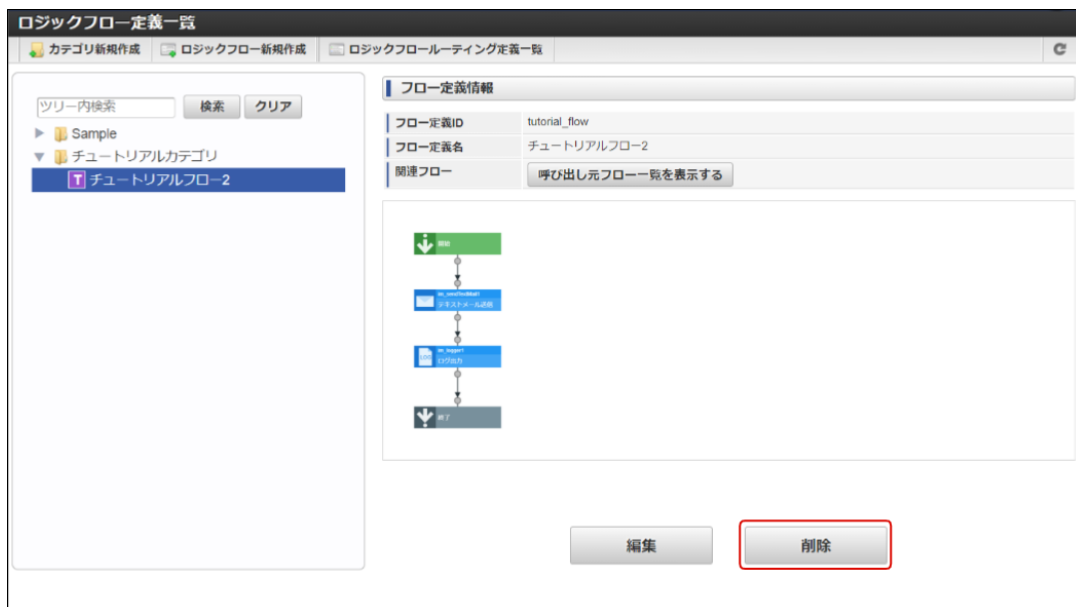 ロジックフロー定義一覧
カテゴリ新規作成 ロジックフロー新規作成 ロジックフロールーティング定義一覧
ツリー内検索 検索 クリア
Sample
チュートリアルカテゴリ
T チュートリアルフロー2
フロー定義情報
フロー定義ID tutorial_flow
フロー定義名 チュートリアルフロー2
関連フロー 呼び出し元フロー一覧を表示する
開始
im_sendTextMail1
テキストメール送信
im_logger1
LOG ログ出力
終了
編集 削除